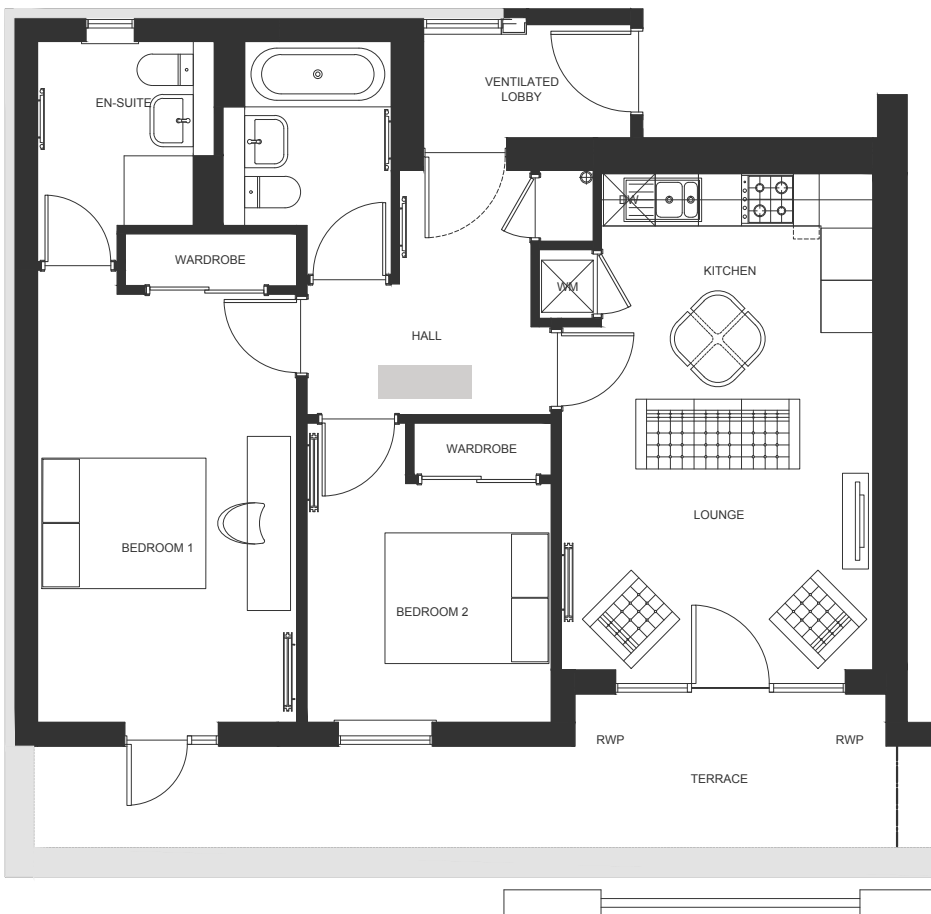 VENTILATED
LOBBY
EN-SUITE
DW
WARDROBE
KITCHEN
WM
HALL
WARDROBE
LOUNGE
BEDROOM 1
BEDROOM 2
RWP
RWP
TERRACE